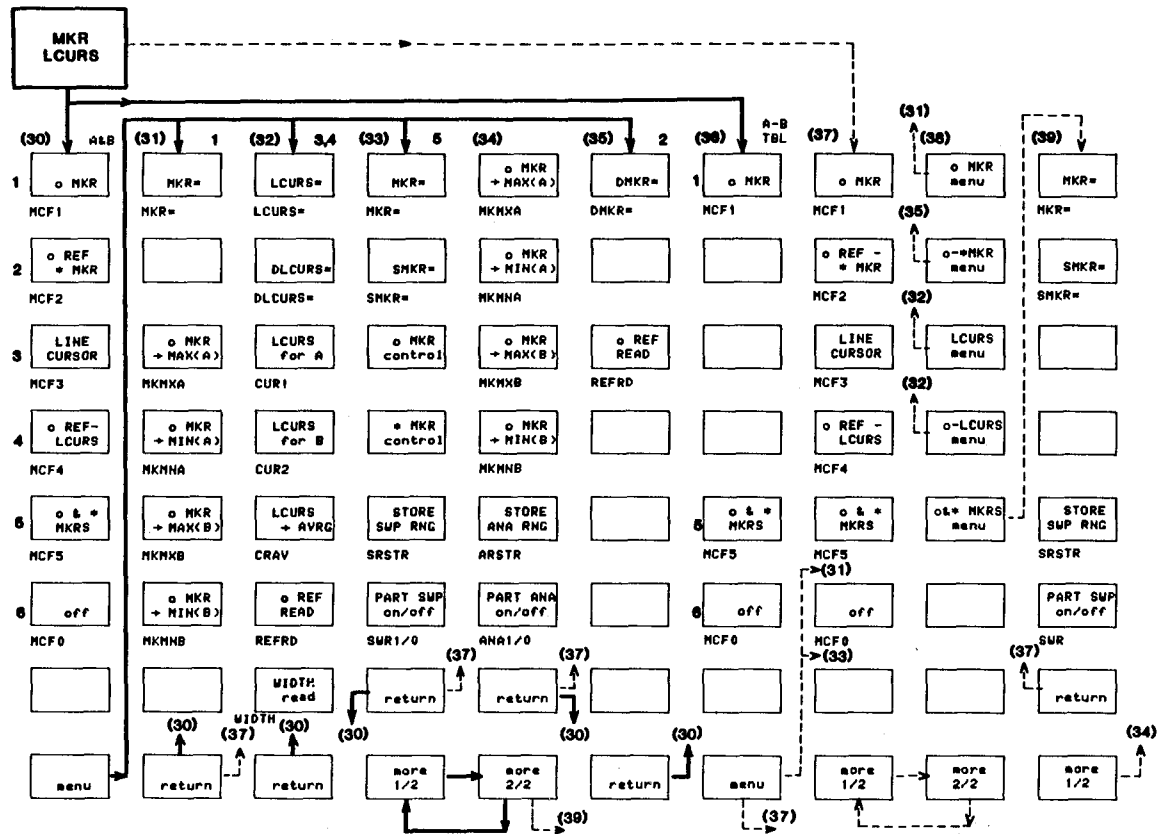 MKR
LCURS
(30) A&B (31) 1 (32) 3,4 (33) 5 (34) (35) 2 (36) A-B TBL (37) (31) (38) (39)
1 o MKR
MKR=
LCURS=
MKR=
o MKR
→ MAX(A)
DMKR=
1 o MKR
o MKR
o MKR
menu
MKR=
MCF1 MKR= LCURS= MKR= MKMXA DMKR= MCF1 MCF1 MKR=
(35)
2 o REF
* MKR
DLCURS=
SMKR=
o MKR
→ MIN(A)
o REF -
* MKR
o-*MKR
menu
SMKR=
MCF2 DLCURS= SMKR= MKMNA MCF2 SMKR=
(32)
3 LINE
CURSOR
o MKR
→ MAX(A)
LCURS
for A
o MKR
control
o MKR
→ MAX(B)
o REF
READ
LINE
CURSOR
LCURS
menu
MCF3 MKMXA CUR1 MKMXB REFRD MCF3
(32)
4 o REF-
LCURS
o MKR
→ MIN(A)
LCURS
for B
* MKR
control
o MKR
→ MIN(B)
o REF -
LCURS
o-LCURS
menu
MCF4 MKMNA CUR2 MKMNB MCF4
5 o & *
MKRS
o MKR
→ MAX(B)
LCURS
→ AVRG
STORE
SWP RNG
STORE
ANA RNG
5 o & *
MKRS
o & *
MKRS
o&* MKRS
menu
STORE
SWP RNG
MCF5 MKMXB CRAV SRSTR ARSTR MCF5 MCF5 SRSTR
(31)
6 off
o MKR
→ MIN(B)
o REF
READ
PART SWP
on/off
PART ANA
on/off
6 off
off
PART SWP
on/off
MCF0 MKMNB REFRD SWR1/0 ANA1/0 MCF0 MCF0 SWR
(37) (37) (33) (37)
WIDTH
read
return
return
return
(30) (37) WIDTH (30) (30) (30) (30) (34)
menu
return
return
more
1/2
more
2/2
return
menu
more
1/2
more
2/2
more
1/2
(39) (37)